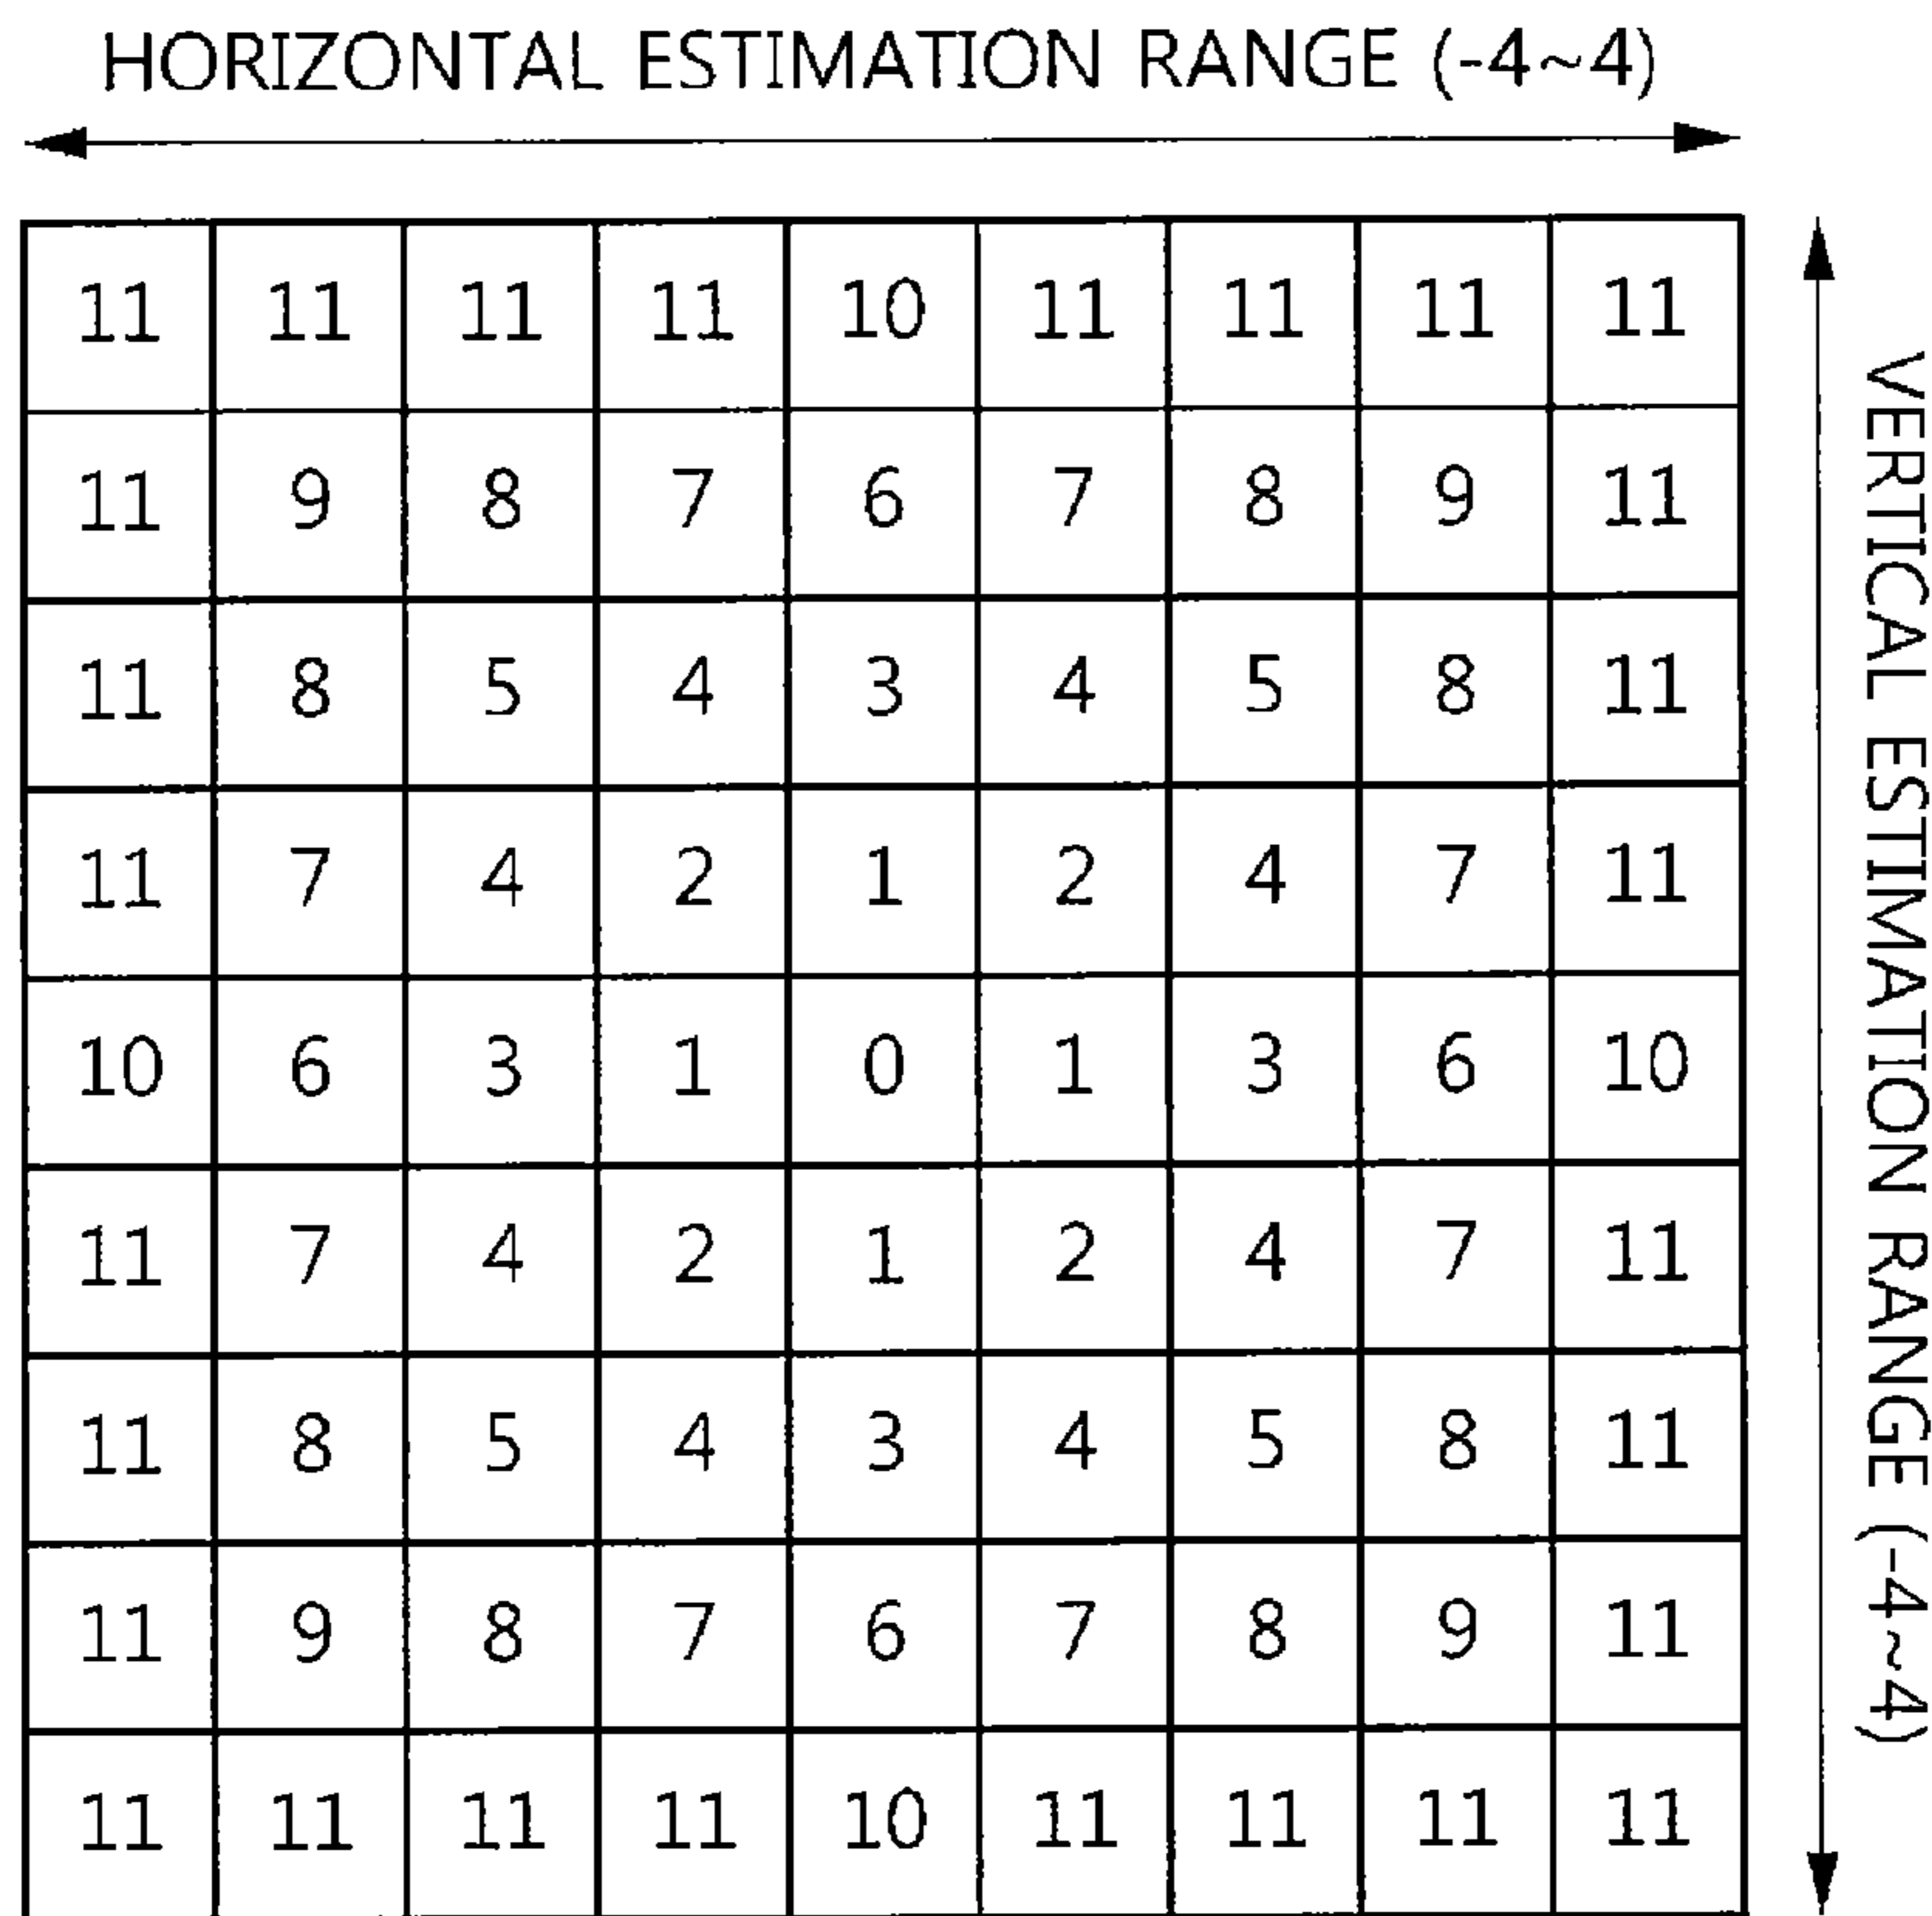 HORIZONTAL ESTIMATION RANGE (-4~4)
11 11 11 11 10 11 11 11 11
11 9 8 7 6 7 8 9 11
11 8 5 4 3 4 5 8 11
11 7 4 2 1 2 4 7 11
10 6 3 1 0 1 3 6 10
11 7 4 2 1 2 4 7 11
11 8 5 4 3 4 5 8 11
11 9 8 7 6 7 8 9 11
11 11 11 11 10 11 11 11 11
VERTICAL ESTIMATION RANGE (-4~4)